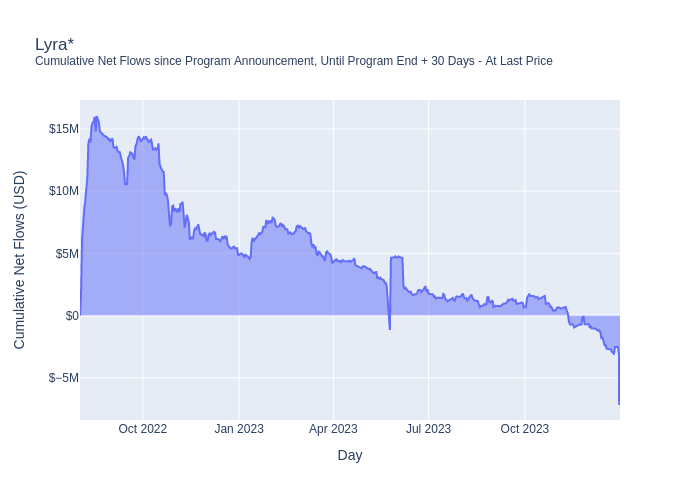 Lyra*
Cumulative Net Flows since Program Announcement, Until Program End + 30 Days - At Last Price
$15M
$10M
$5M
$0
$−5M
Cumulative Net Flows (USD)
Oct 2022
Jan 2023
Apr 2023
Jul 2023
Oct 2023
Day